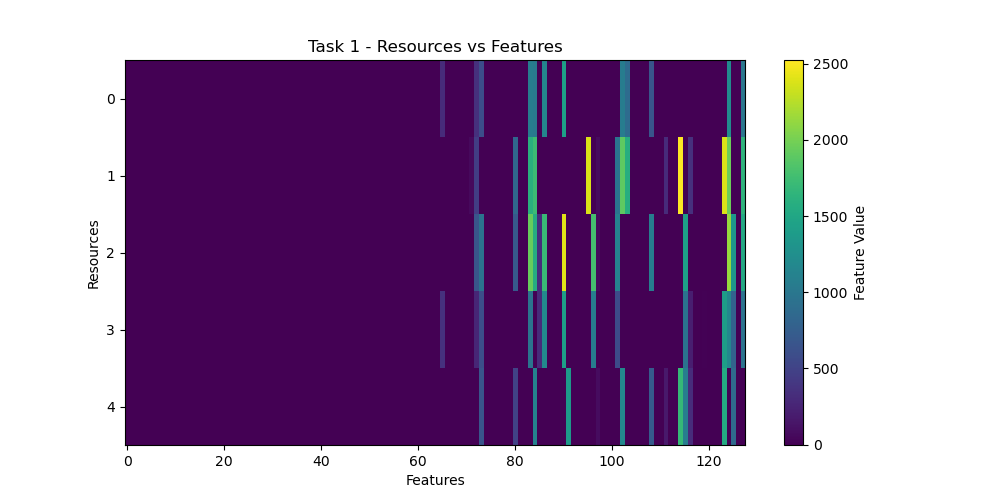 Task 1 - Resources vs Features
Resources
0
1
2
3
4
0 20 40 60 80 100 120
Features
2500
2000
1500
1000
500
0
Feature Value